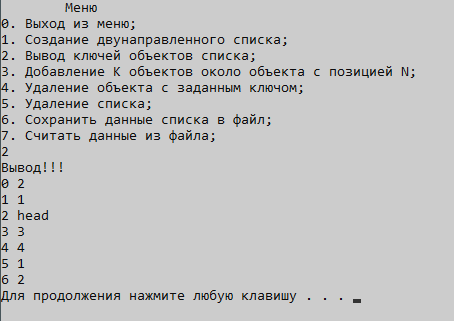 Меню
0. Выход из меню;
1. Создание двунаправленного списка;
2. Вывод ключей объектов списка;
3. Добавление K объектов около объекта с позицией N;
4. Удаление объекта с заданным ключом;
5. Удаление списка;
6. Сохранить данные списка в файл;
7. Считать данные из файла;
2
Вывод!!!
0 2
1 1
2 head
3 3
4 4
5 1
6 2
Для продолжения нажмите любую клавишу . . .